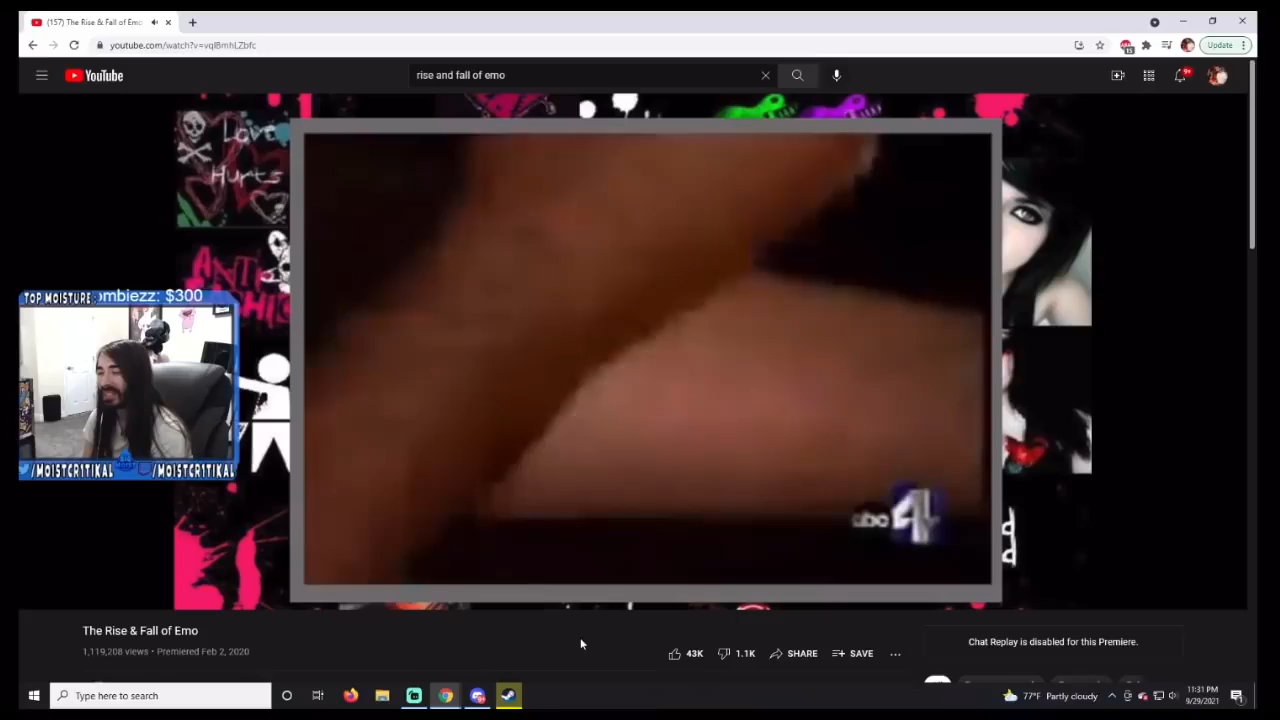 (157) The Rise & Fall of Emo
youtube.com/watch?v=vqIBmhLZbfc
Update
YouTube
rise and fall of emo
9+
Love
Hurts
TOP MOISTURE: ombiezz: $300
/MOISTCR1TIKAL /MOISTCR1TIKAL
abc 4
The Rise & Fall of Emo
1,119,208 views • Premiered Feb 2, 2020
43K 1.1K SHARE SAVE
Chat Replay is disabled for this Premiere.
Type here to search
77°F Partly cloudy
11:31 PM
9/29/2021